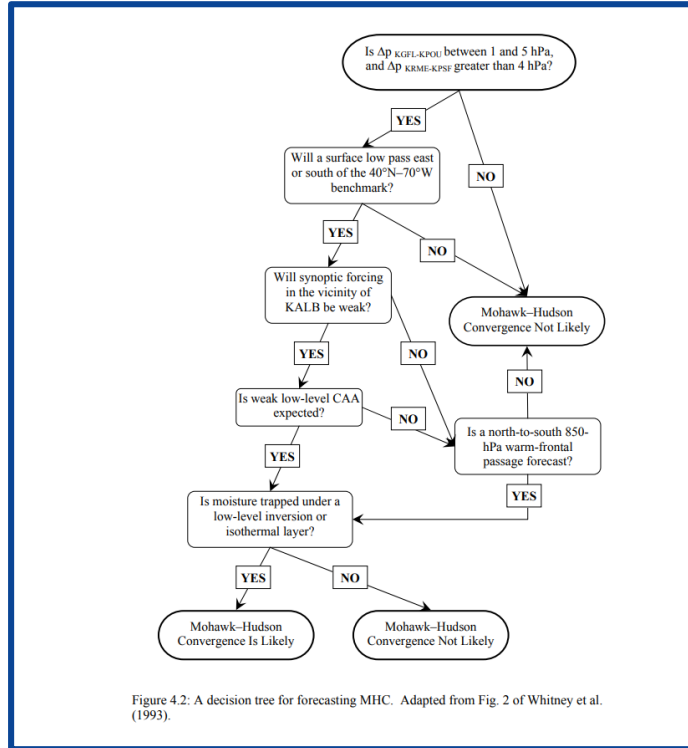 Is Δp KGFL-KPOU between 1 and 5 hPa,
and Δp KRME-KPSF greater than 4 hPa?
YES
NO
Will a surface low pass east
or south of the 40°N–70°W
benchmark?
YES
NO
Will synoptic forcing
in the vicinity of
KALB be weak?
Mohawk–Hudson
Convergence Not Likely
YES
NO
NO
Is weak low-level CAA
expected?
NO
Is a north-to-south 850-
hPa warm-frontal
passage forecast?
YES
YES
Is moisture trapped under a
low-level inversion or
isothermal layer?
YES
NO
Mohawk–Hudson
Convergence Is Likely
Mohawk–Hudson
Convergence Not Likely
Figure 4.2: A decision tree for forecasting MHC.  Adapted from Fig. 2 of Whitney et al.
(1993).